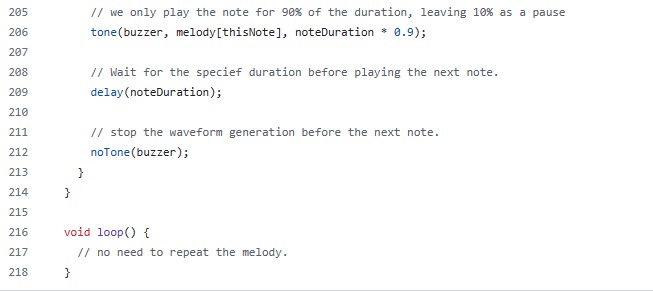 205 // we only play the note for 90% of the duration, leaving 10% as a pause
206 tone(buzzer, melody[thisNote], noteDuration * 0.9);
207
208 // Wait for the specief duration before playing the next note.
209 delay(noteDuration);
210
211 // stop the waveform generation before the next note.
212 noTone(buzzer);
213 }
214 }
215
216 void loop() {
217 // no need to repeat the melody.
218 }